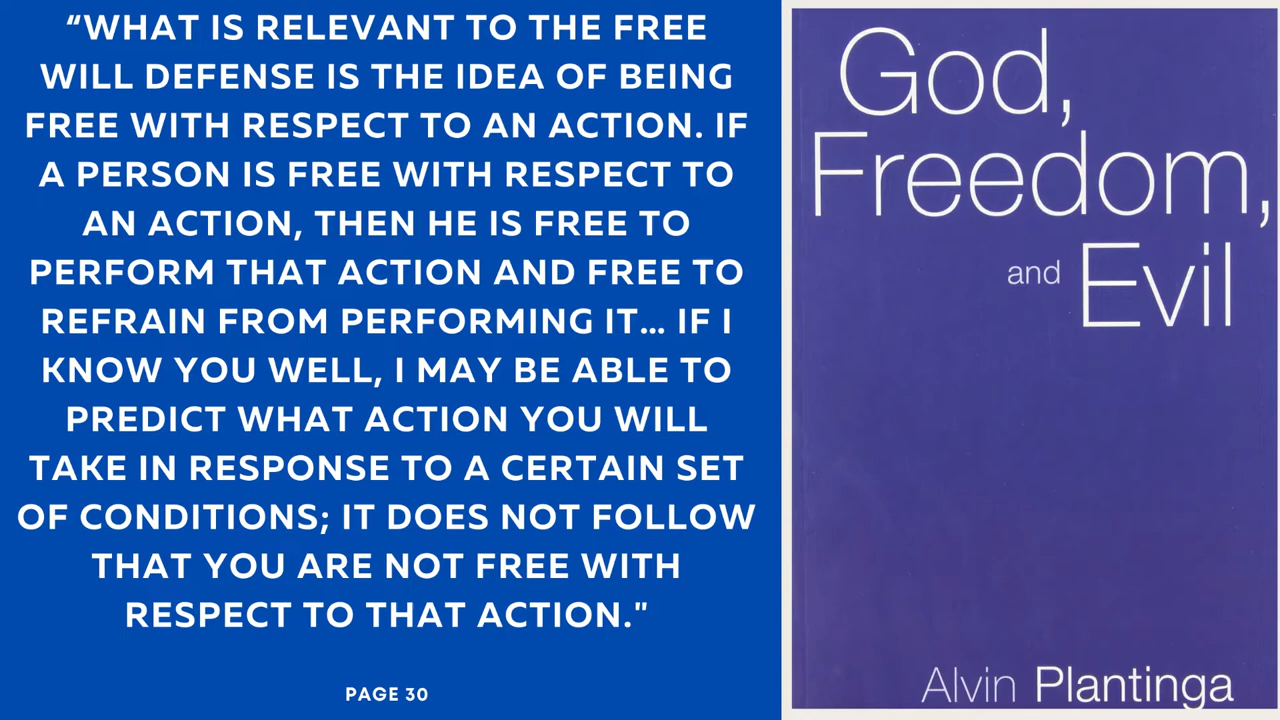 “WHAT IS RELEVANT TO THE FREE
WILL DEFENSE IS THE IDEA OF BEING
FREE WITH RESPECT TO AN ACTION. IF
A PERSON IS FREE WITH RESPECT TO
AN ACTION, THEN HE IS FREE TO
PERFORM THAT ACTION AND FREE TO
REFRAIN FROM PERFORMING IT... IF I
KNOW YOU WELL, I MAY BE ABLE TO
PREDICT WHAT ACTION YOU WILL
TAKE IN RESPONSE TO A CERTAIN SET
OF CONDITIONS; IT DOES NOT FOLLOW
THAT YOU ARE NOT FREE WITH
RESPECT TO THAT ACTION."
PAGE 30
God,
Freedom,
and Evil
Alvin Plantinga